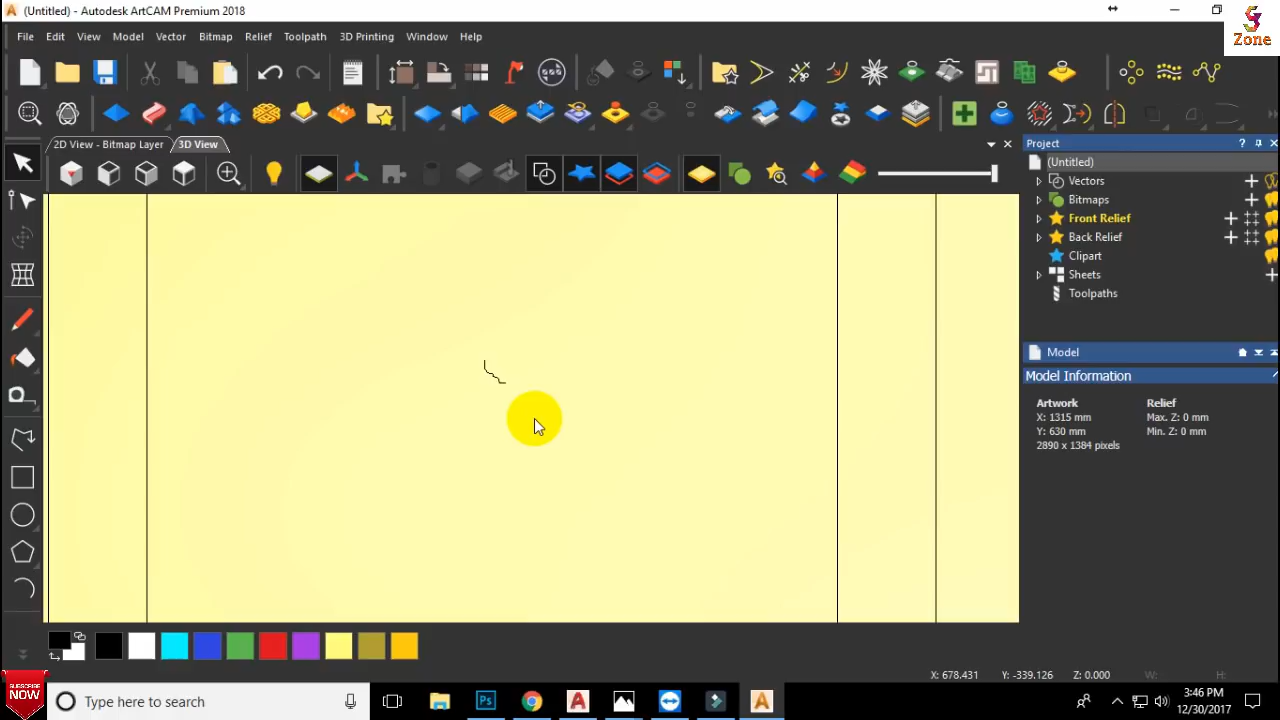 (Untitled) - Autodesk ArtCAM Premium 2018
Zone
File Edit View Model Vector Bitmap Relief Toolpath 3D Printing Window Help
2D View - Bitmap Layer 3D View
Project
(Untitled)
Vectors
Bitmaps
Front Relief
Back Relief
Clipart
Sheets
Toolpaths
Model
Model Information
Artwork Relief
X: 1315 mm Max. Z: 0 mm
Y: 630 mm Min. Z: 0 mm
2890 x 1384 pixels
X: 678.431 Y: -339.126 Z: 0.000 W: H:
SUBSCRIBE
NOW
Type here to search
Ps
3:46 PM
12/30/2017